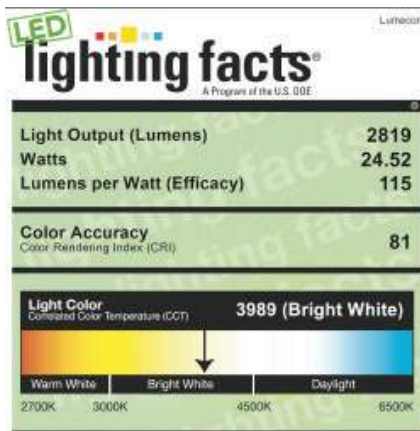 LED
Lumecon
lighting facts®
A Program of the U.S. DOE
Light Output (Lumens) 2819
Watts 24.52
Lumens per Watt (Efficacy) 115
Color Accuracy
Color Rendering Index (CRI) 81
Light Color
Correlated Color Temperature (CCT) 3989 (Bright White)
Warm White Bright White Daylight
2700K 3000K 4500K 6500K